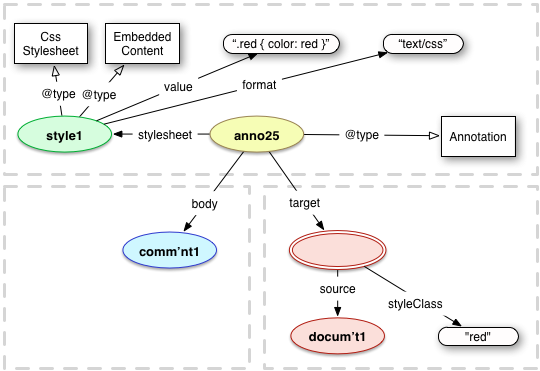 Css
Stylesheet
Embedded
Content
“.red { color: red }”
“text/css”
@type
@type
value
format
style1
stylesheet
anno25
@type
Annotation
body
target
comm’nt1
source
styleClass
docum’t1
"red"